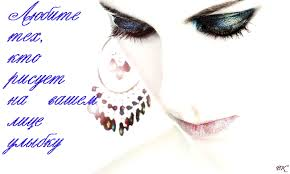 Любите
тех,
кто
рисует
на вашем
лице
улыбку